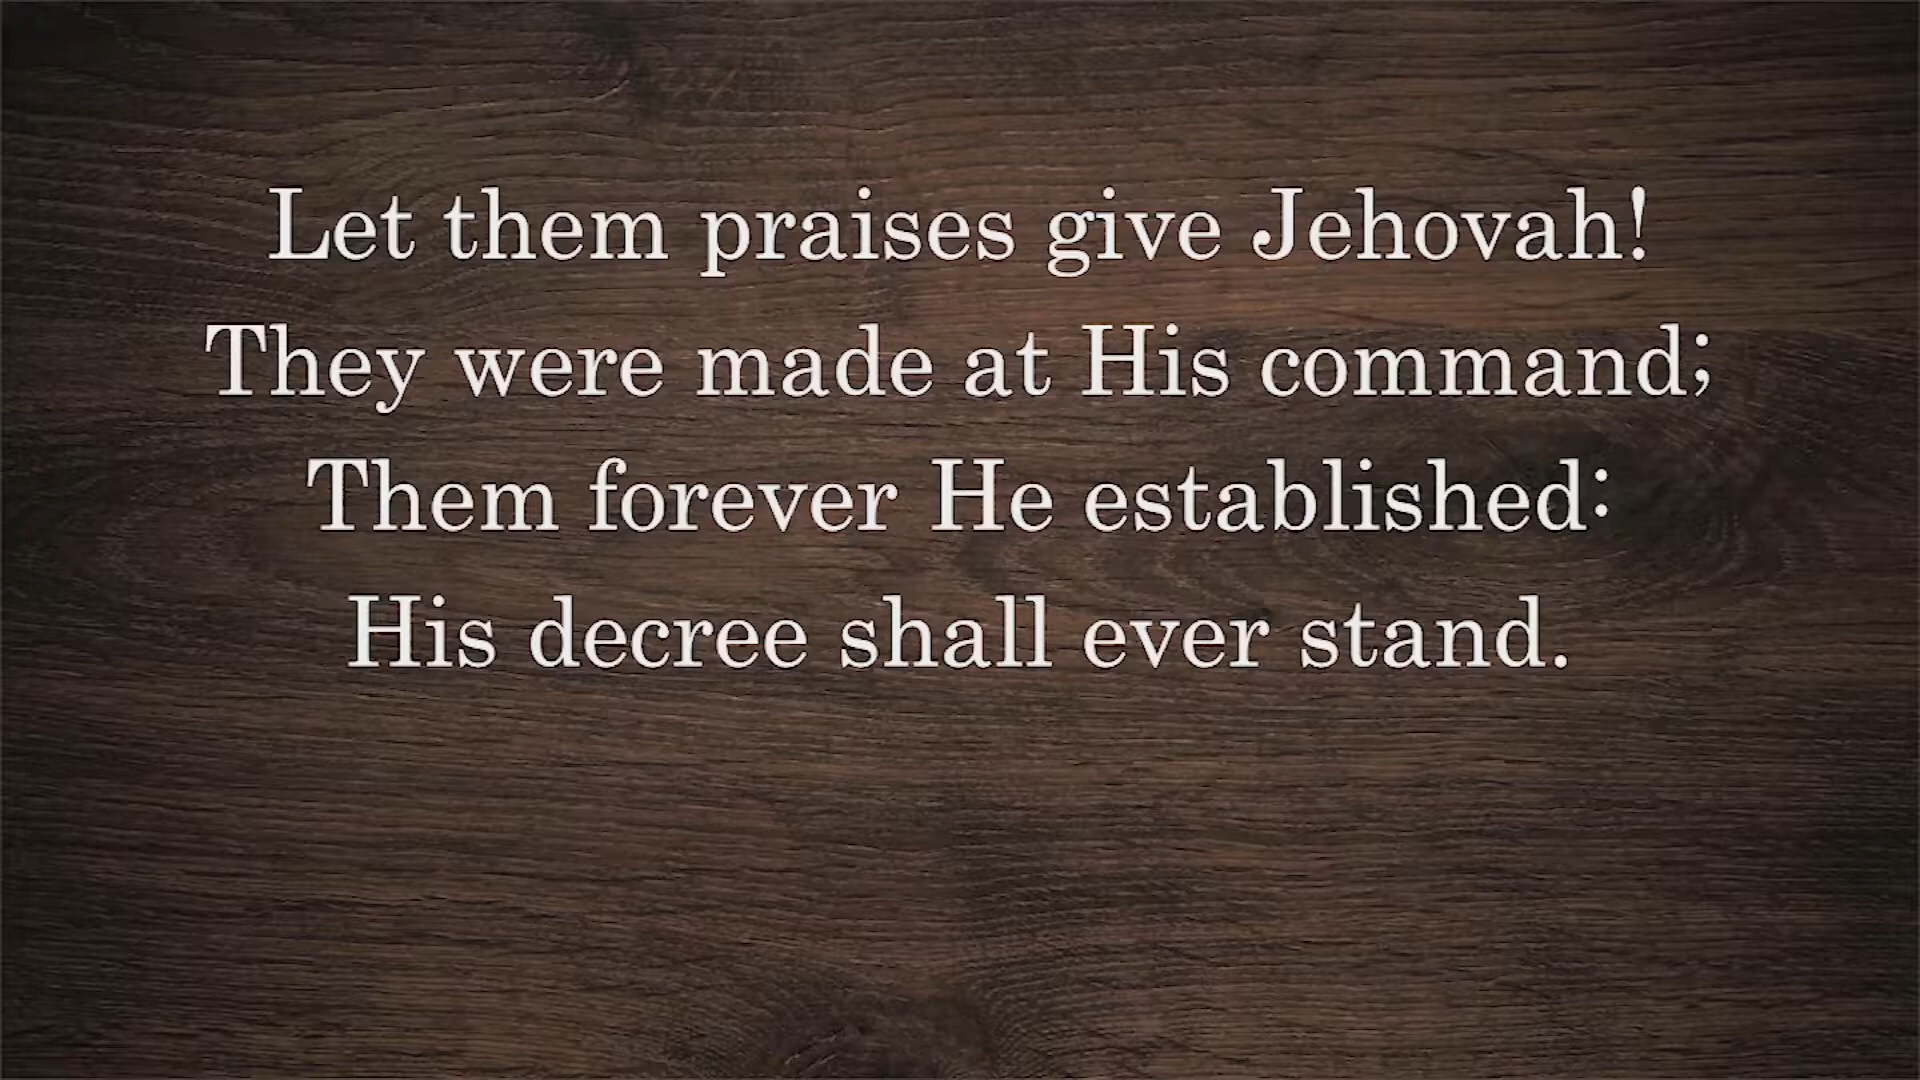 Let them praises give Jehovah!
They were made at His command;
Them forever He established:
His decree shall ever stand.